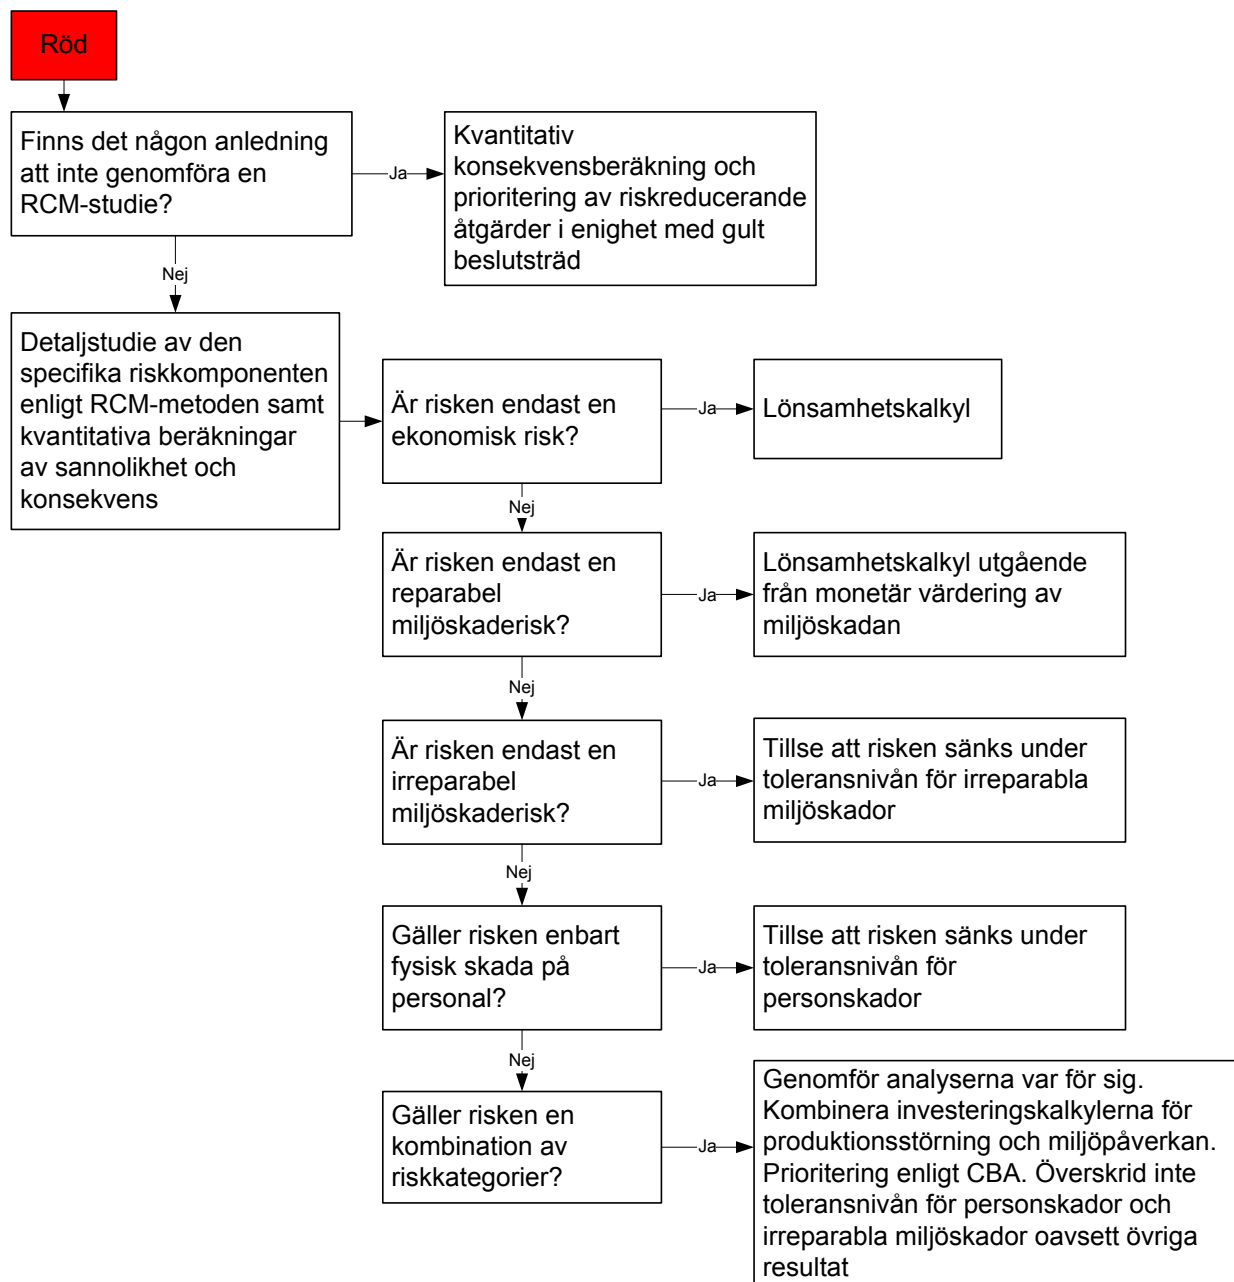 Röd
Finns det någon anledning
att inte genomföra en
RCM-studie?
Ja
Kvantitativ
konsekvensberäkning och
prioritering av riskreducerande
åtgärder i enighet med gult
beslutsträd
Nej
Detaljstudie av den
specifika riskkomponenten
enligt RCM-metoden samt
kvantitativa beräkningar
av sannolikhet och
konsekvens
Är risken endast en
ekonomisk risk?
Ja
Lönsamhetskalkyl
Nej
Är risken endast en
reparabel
miljöskaderisk?
Ja
Lönsamhetskalkyl utgående
från monetär värdering av
miljöskadan
Nej
Är risken endast en
irreparabel
miljöskaderisk?
Ja
Tillse att risken sänks under
toleransnivån för irreparabla
miljöskador
Nej
Gäller risken enbart
fysisk skada på
personal?
Ja
Tillse att risken sänks under
toleransnivån för
personskador
Nej
Gäller risken en
kombination av
riskkategorier?
Ja
Genomför analyserna var för sig.
Kombinera investeringskalkylerna för
produktionsstörning och miljöpåverkan.
Prioritering enligt CBA. Överskrid inte
toleransnivån för personskador och
irreparabla miljöskador oavsett övriga
resultat